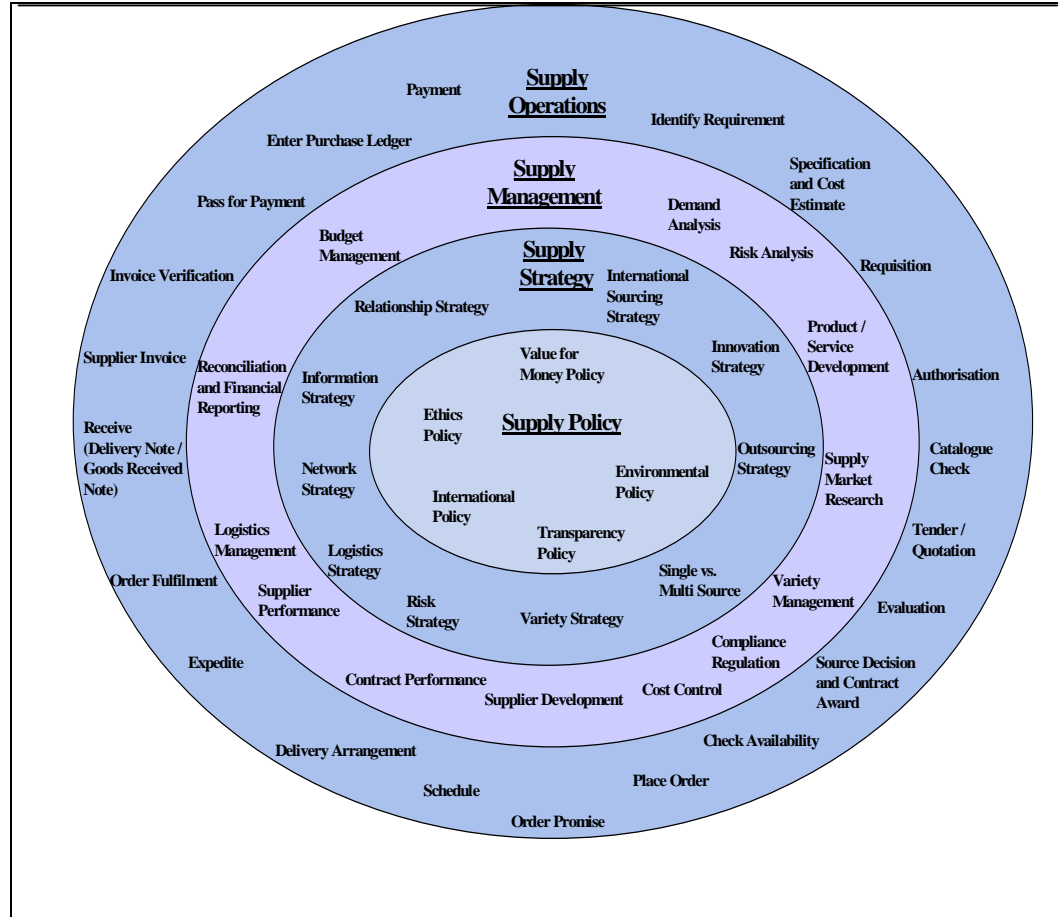 Supply
Operations
Payment
Identify Requirement
Enter Purchase Ledger
Specification
and Cost
Estimate
Pass for Payment
Requisition
Invoice Verification
Authorisation
Supplier Invoice
Catalogue
Check
Receive
(Delivery Note /
Goods Received
Note)
Tender /
Quotation
Order Fulfilment
Evaluation
Expedite
Source Decision
and Contract
Award
Delivery Arrangement
Check Availability
Schedule
Place Order
Order Promise
Supply
Management
Demand
Analysis
Budget
Management
Risk Analysis
Product /
Service
Development
Reconciliation
and Financial
Reporting
Supply
Market
Research
Logistics
Management
Variety
Management
Supplier
Performance
Compliance
Regulation
Contract Performance
Supplier Development
Cost Control
Supply
Strategy
International
Sourcing
Strategy
Relationship Strategy
Innovation
Strategy
Information
Strategy
Outsourcing
Strategy
Network
Strategy
Logistics
Strategy
Single vs.
Multi Source
Risk
Strategy
Variety Strategy
Value for
Money Policy
Ethics
Policy
Supply Policy
Environmental
Policy
International
Policy
Transparency
Policy